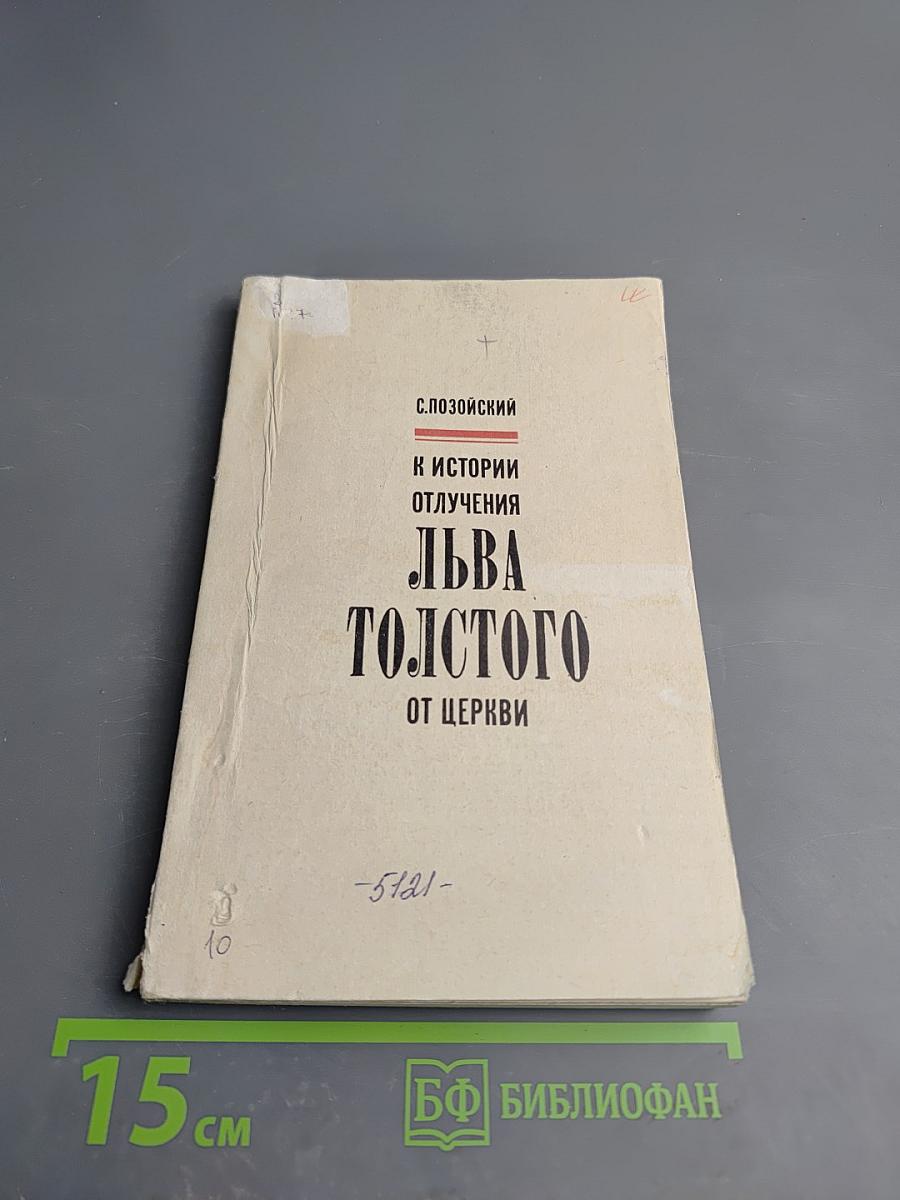 С.ПОЗОЙСКИЙ
К ИСТОРИИ
ОТЛУЧЕНИЯ
ЛЬВА
ТОЛСТОГО
ОТ ЦЕРКВИ
-5121-
10
15 см
БФ БИБЛИОФАН